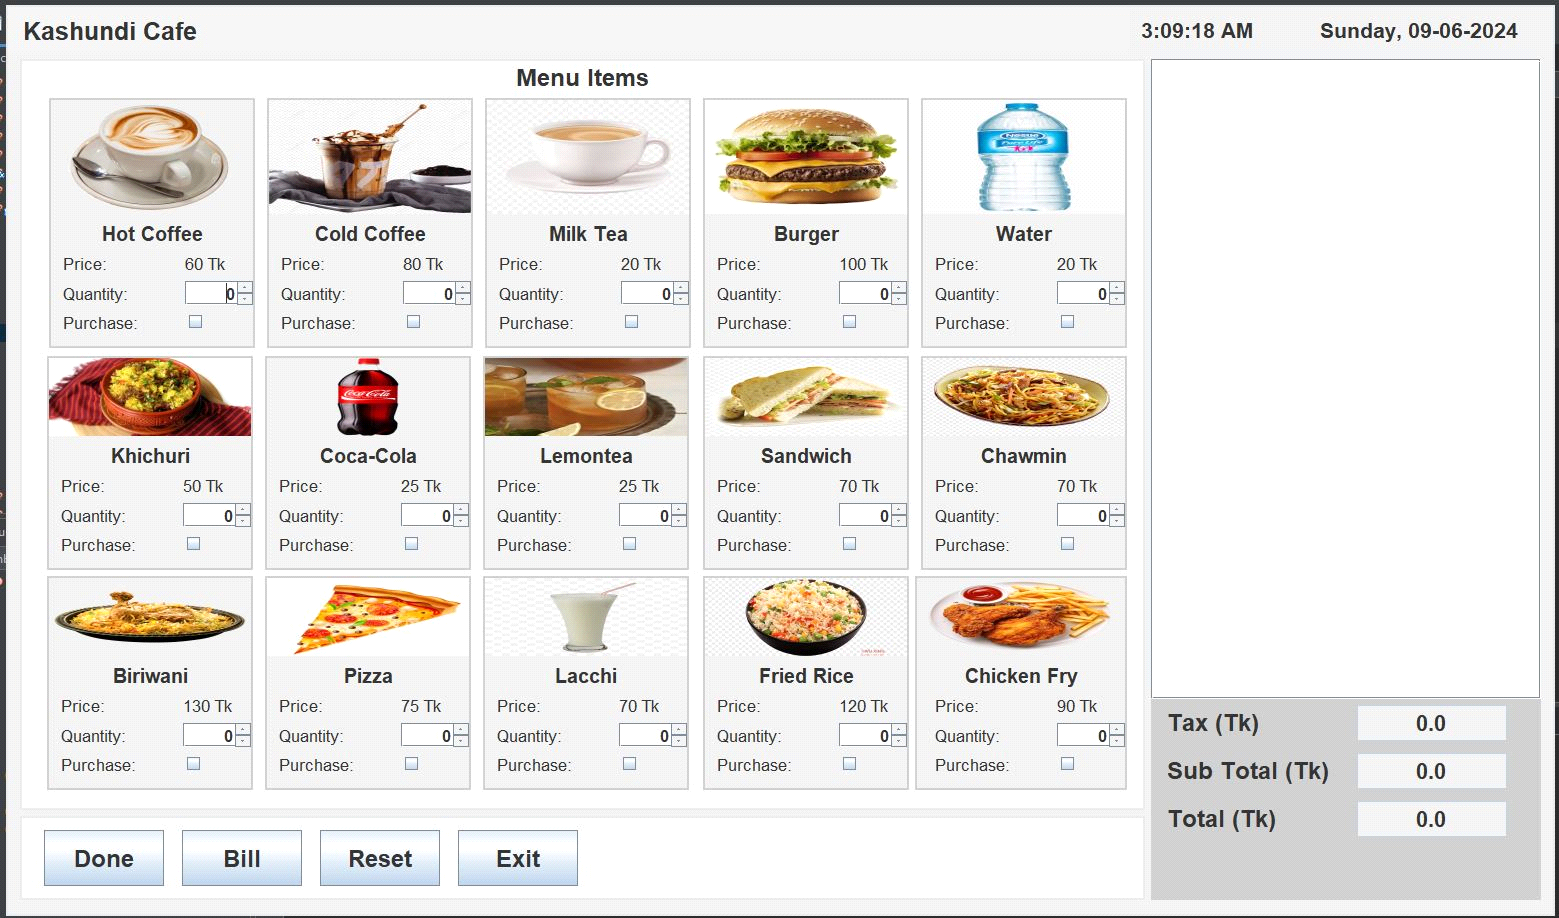 Kashundi Cafe
3:09:18 AM Sunday, 09-06-2024
Menu Items
Hot Coffee Cold Coffee Milk Tea Burger Water
Price: 60 Tk Price: 80 Tk Price: 20 Tk Price: 100 Tk Price: 20 Tk
Quantity: 0 Quantity: 0 Quantity: 0 Quantity: 0 Quantity: 0
Purchase: Purchase: Purchase: Purchase: Purchase:
Khichuri Coca-Cola Lemontea Sandwich Chawmin
Price: 50 Tk Price: 25 Tk Price: 25 Tk Price: 70 Tk Price: 70 Tk
Quantity: 0 Quantity: 0 Quantity: 0 Quantity: 0 Quantity: 0
Purchase: Purchase: Purchase: Purchase: Purchase:
Biriwani Pizza Lacchi Fried Rice Chicken Fry
Price: 130 Tk Price: 75 Tk Price: 70 Tk Price: 120 Tk Price: 90 Tk
Quantity: 0 Quantity: 0 Quantity: 0 Quantity: 0 Quantity: 0
Purchase: Purchase: Purchase: Purchase: Purchase:
Tax (Tk) 0.0
Sub Total (Tk) 0.0
Total (Tk) 0.0
Done Bill Reset Exit
Nestle
Pure Life
Coca-Cola